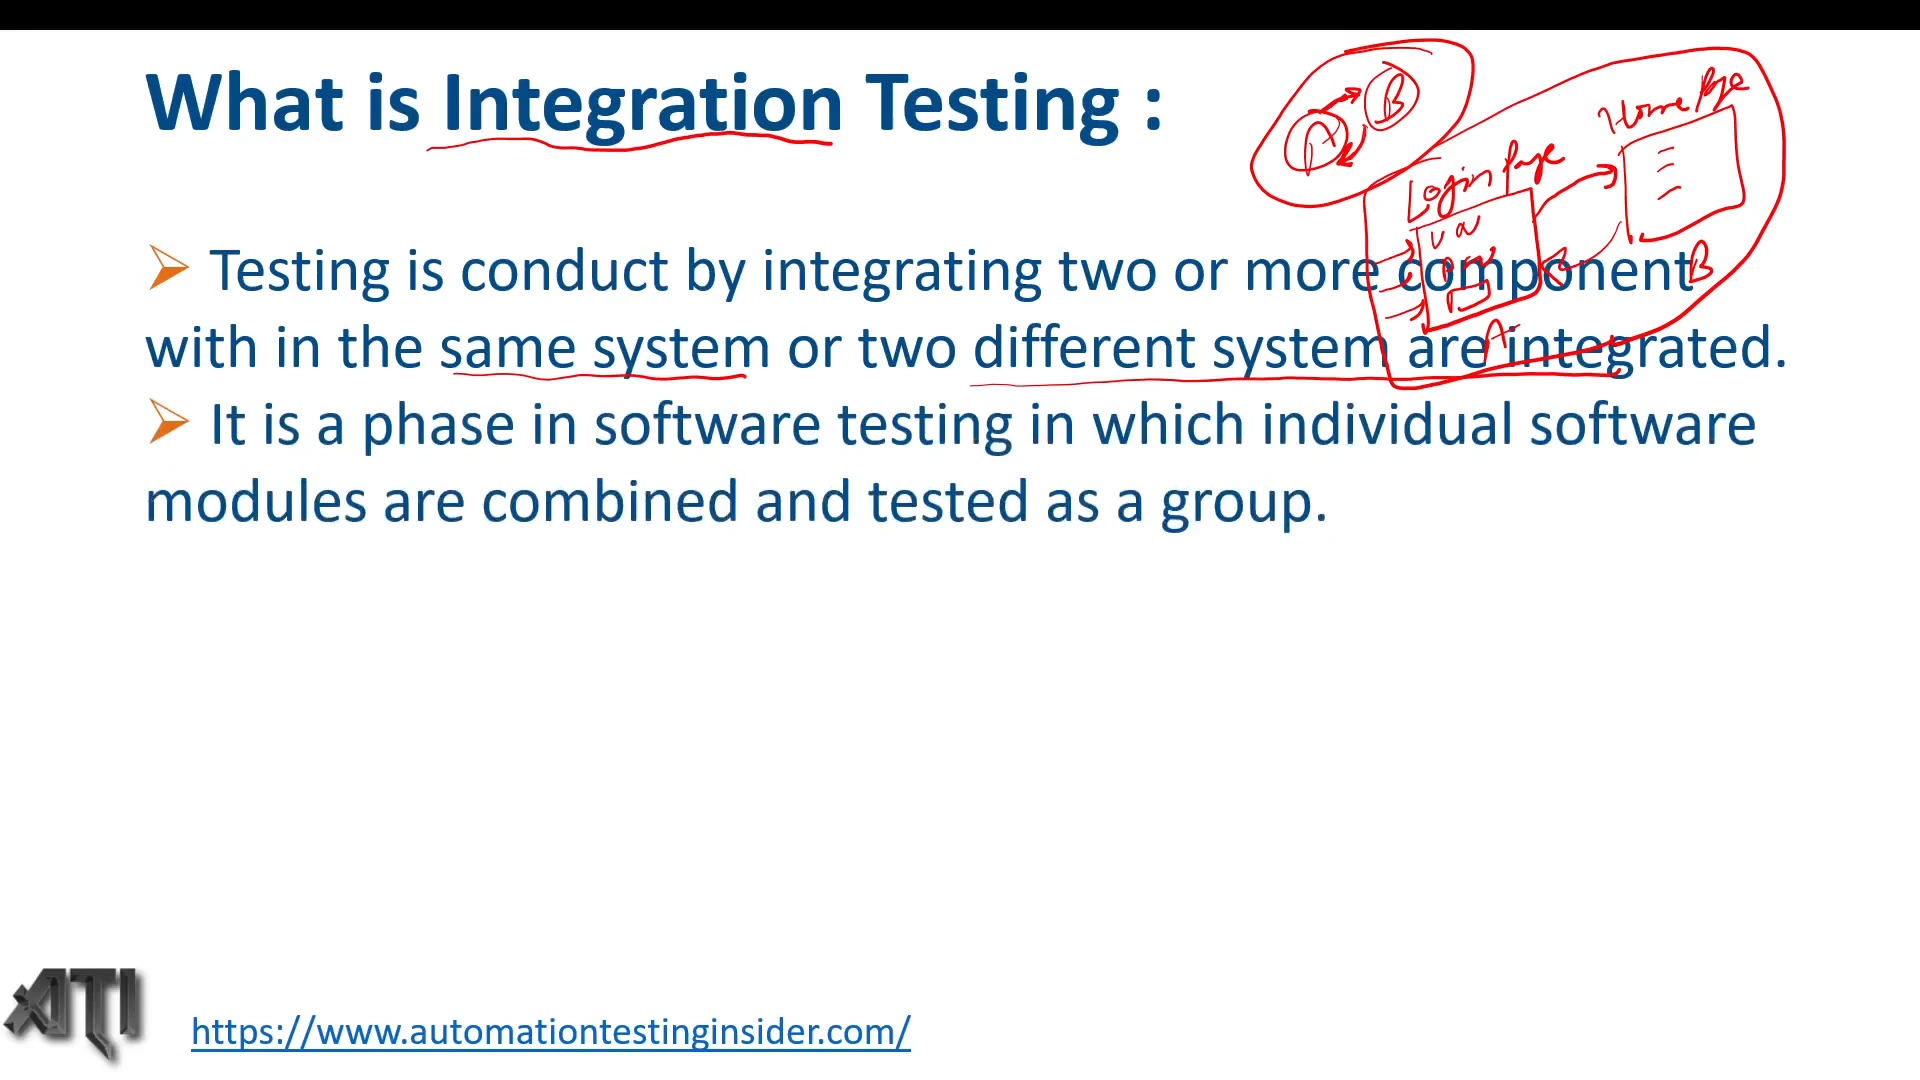 What is Integration Testing :
A
B
Login Page
Home Page
B
A
➢ Testing is conduct by integrating two or more component
with in the same system or two different system are integrated.
➢ It is a phase in software testing in which individual software
modules are combined and tested as a group.
ATI
https://www.automationtestinginsider.com/